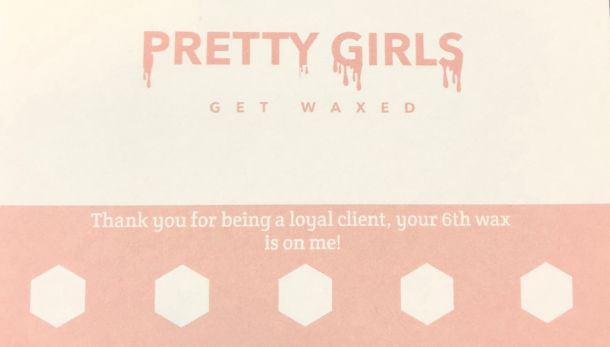 PRETTY GIRLS
GET WAXED
Thank you for being a loyal client, your 6th wax
is on me!